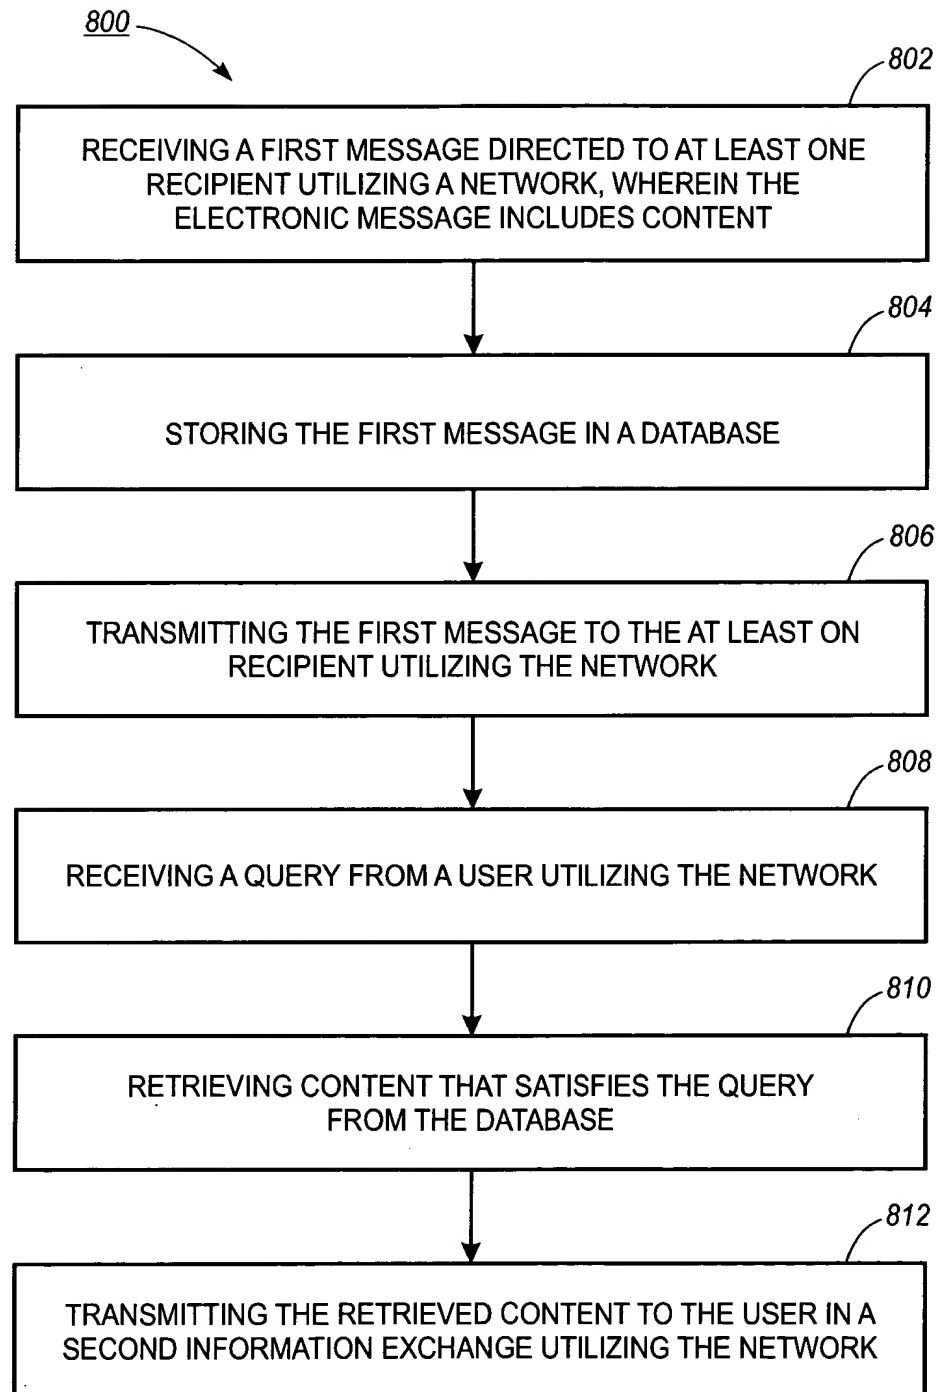 800
802
RECEIVING A FIRST MESSAGE DIRECTED TO AT LEAST ONE
RECIPIENT UTILIZING A NETWORK, WHEREIN THE
ELECTRONIC MESSAGE INCLUDES CONTENT
804
STORING THE FIRST MESSAGE IN A DATABASE
806
TRANSMITTING THE FIRST MESSAGE TO THE AT LEAST ON
RECIPIENT UTILIZING THE NETWORK
808
RECEIVING A QUERY FROM A USER UTILIZING THE NETWORK
810
RETRIEVING CONTENT THAT SATISFIES THE QUERY
FROM THE DATABASE
812
TRANSMITTING THE RETRIEVED CONTENT TO THE USER IN A
SECOND INFORMATION EXCHANGE UTILIZING THE NETWORK